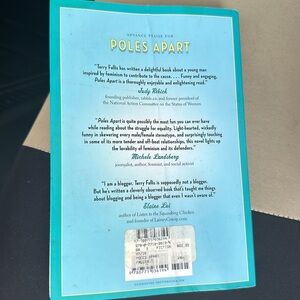 ADVANCE PRAISE FOR
POLES APART
"Terry Fallis has written a delightful book about a young man
inspired by feminism to contribute to the cause. . . . Funny and engaging,
Poles Apart is a thoroughly enjoyable and enlightening read."
Judy Rebick
founding publisher, rabble.ca, and former president of
the National Action Committee on the Status of Women
"Poles Apart is quite possibly the most fun you can ever have
while reading about the struggle for equality. Light-hearted, wickedly
funny in skewering every male/female stereotype, and surprisingly touching
in some of its more tender and off-beat relationships, this novel lights up
the lovability of feminism and its defenders."
Michele Landsberg
journalist, author, feminist, and social activist
"I am a blogger. Terry Fallis is supposedly not a blogger.
But he's written a cleverly observed book that's taught me things
about blogging and being a blogger that even I wasn't aware of."
Elaine Lui
author of Listen to the Squawking Chicken and
founder of LaineyGossip.com
FICTION